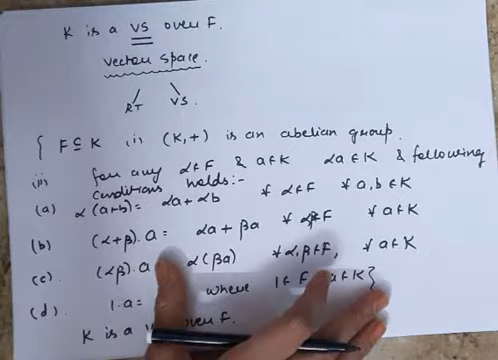 K is a VS over F.
vector space.
RT VS.
{ F ⊆ K (i) (K,+) is an abelian group.
(ii) for any α∈F & a∈K αa∈K & following
conditions holds:-
(a) α(a+b)= αa+αb ∀ α∈F ∀ a,b∈K
(b) (α+β).a = αa + βa ∀ α,β∈F ∀ a∈K
(c). (αβ).a α(βa) ∀ α,β∈F, ∀ a∈K
(d). 1.a = where 1∈F a∈K}
K is a over F.